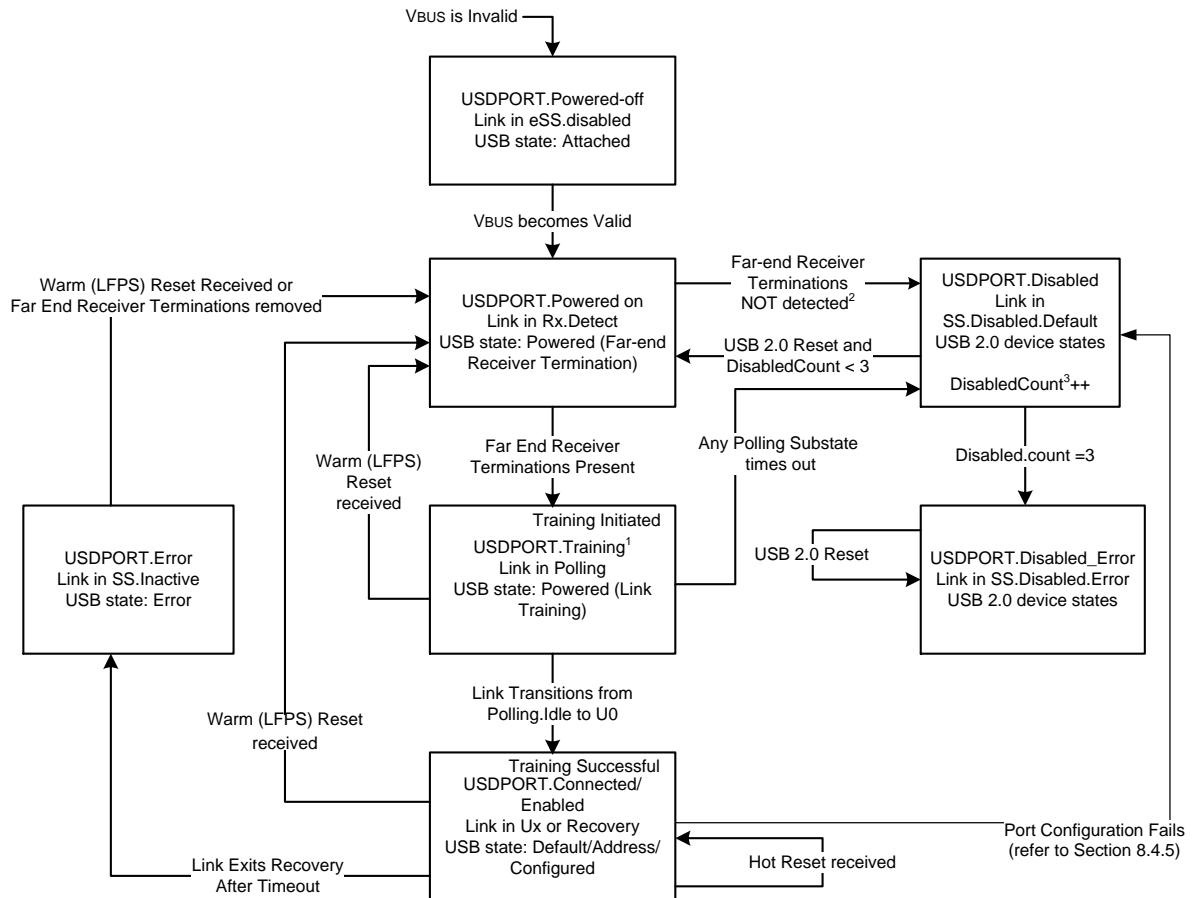 VBUS is Invalid
USDPORT.Powered-off
Link in eSS.disabled
USB state: Attached
VBUS becomes Valid
Warm (LFPS) Reset Received or
Far End Receiver Terminations removed
USDPORT.Powered on
Link in Rx.Detect
USB state: Powered (Far-end
Receiver Termination)
Far-end Receiver
Terminations
NOT detected2
USB 2.0 Reset and
DisabledCount < 3
USDPORT.Disabled
Link in
SS.Disabled.Default
USB 2.0 device states
DisabledCount3++
Warm (LFPS)
Reset
received
Far End Receiver
Terminations Present
Any Polling Substate
times out
Disabled.count =3
USDPORT.Error
Link in SS.Inactive
USB state: Error
Training Initiated
USDPORT.Training1
Link in Polling
USB state: Powered (Link
Training)
USB 2.0 Reset
USDPORT.Disabled_Error
Link in SS.Disabled.Error
USB 2.0 device states
Warm (LFPS) Reset
received
Link Transitions from
Polling.Idle to U0
Training Successful
USDPORT.Connected/
Enabled
Link in Ux or Recovery
USB state: Default/Address/
Configured
Link Exits Recovery
After Timeout
Hot Reset received
Port Configuration Fails
(refer to Section 8.4.5)